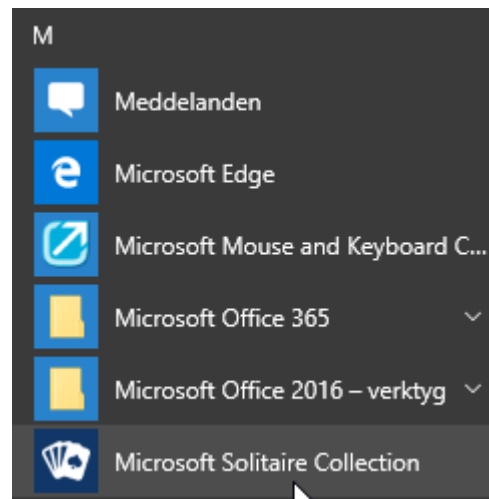 M
Meddelanden
Microsoft Edge
Microsoft Mouse and Keyboard C...
Microsoft Office 365
Microsoft Office 2016 – verktyg
Microsoft Solitaire Collection